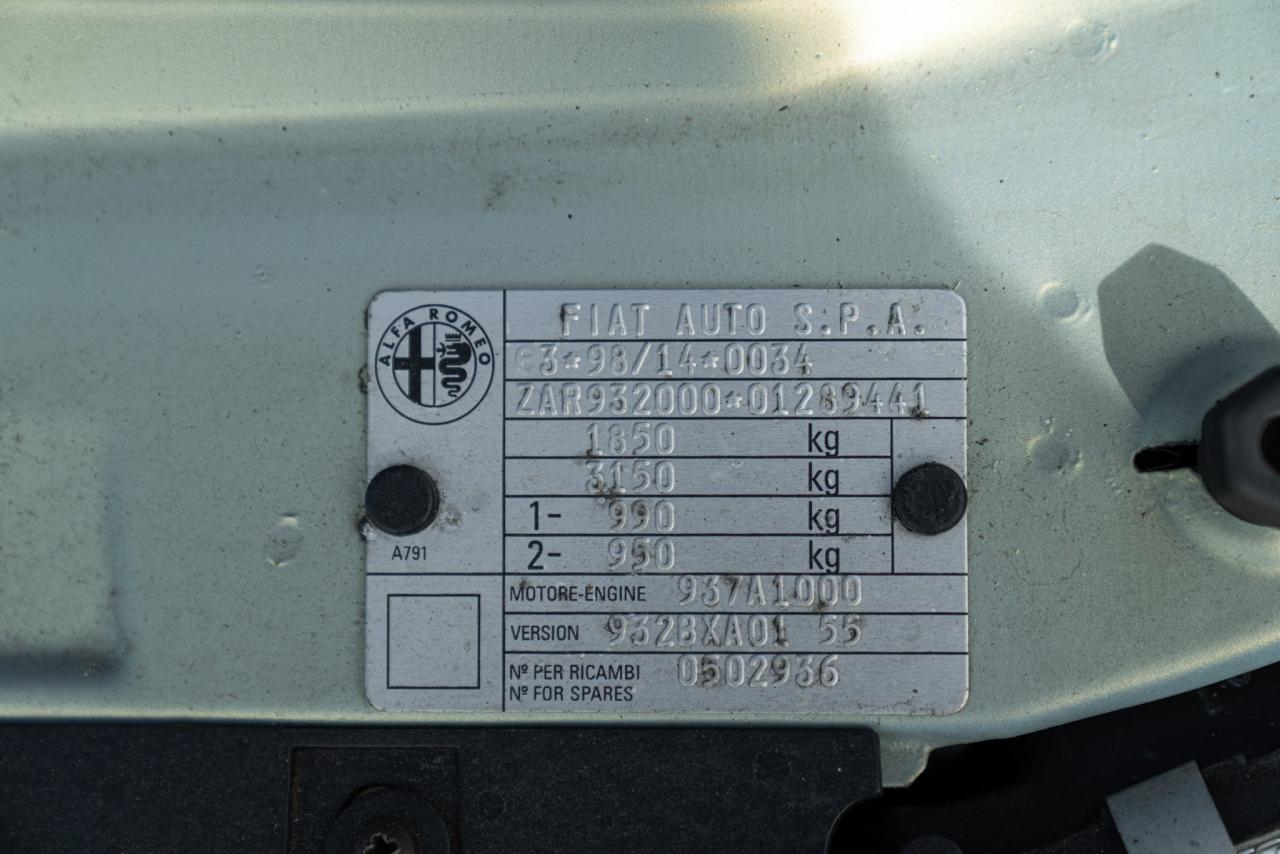 ALFA ROMEO
FIAT AUTO S.P.A.
e3*98/14*0034
ZAR932000*01289441
1850 kg
3150 kg
1- 990 kg
2- 950 kg
A791
MOTORE-ENGINE 937A1000
VERSION 932BXA01 55
Nº PER RICAMBI 0502936
Nº FOR SPARES